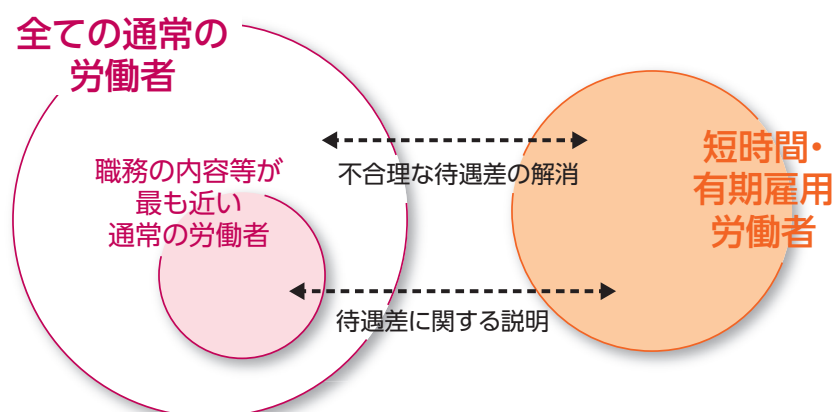 全ての通常の
労働者
職務の内容等が
最も近い
通常の労働者
不合理な待遇差の解消
待遇差に関する説明
短時間・
有期雇用
労働者